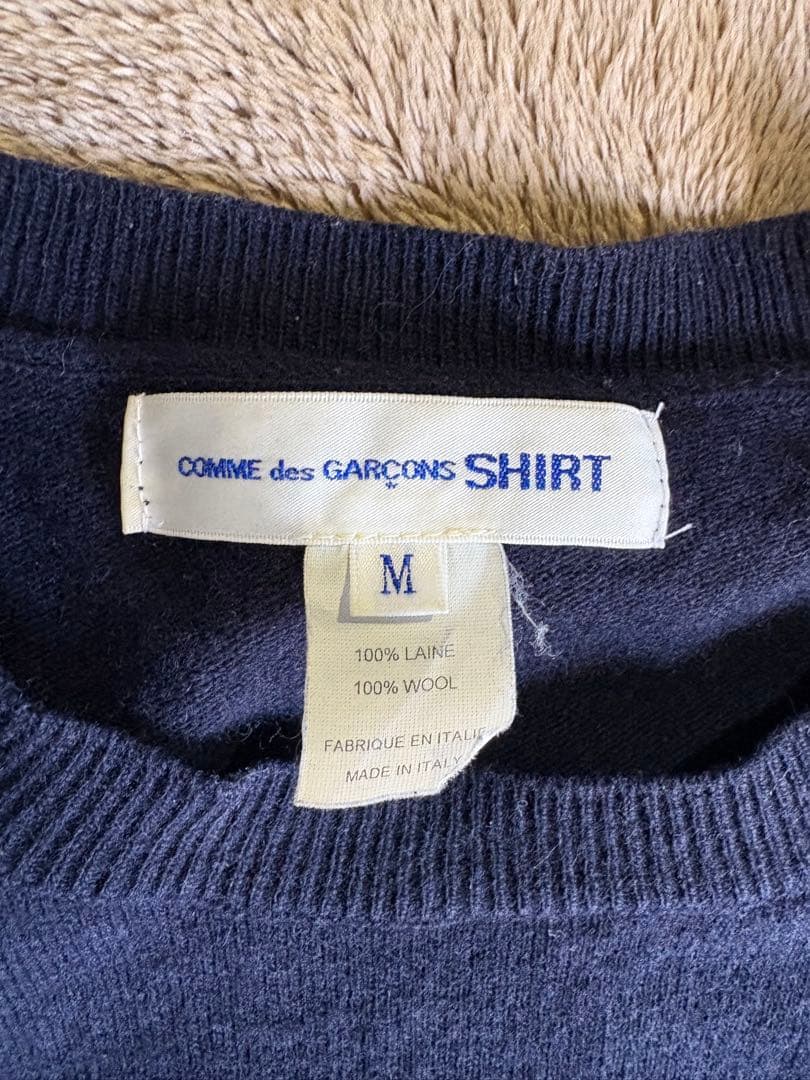 COMME des GARÇONS SHIRT
M
100% LAINE
100% WOOL
FABRIQUE EN ITALIE
MADE IN ITALY